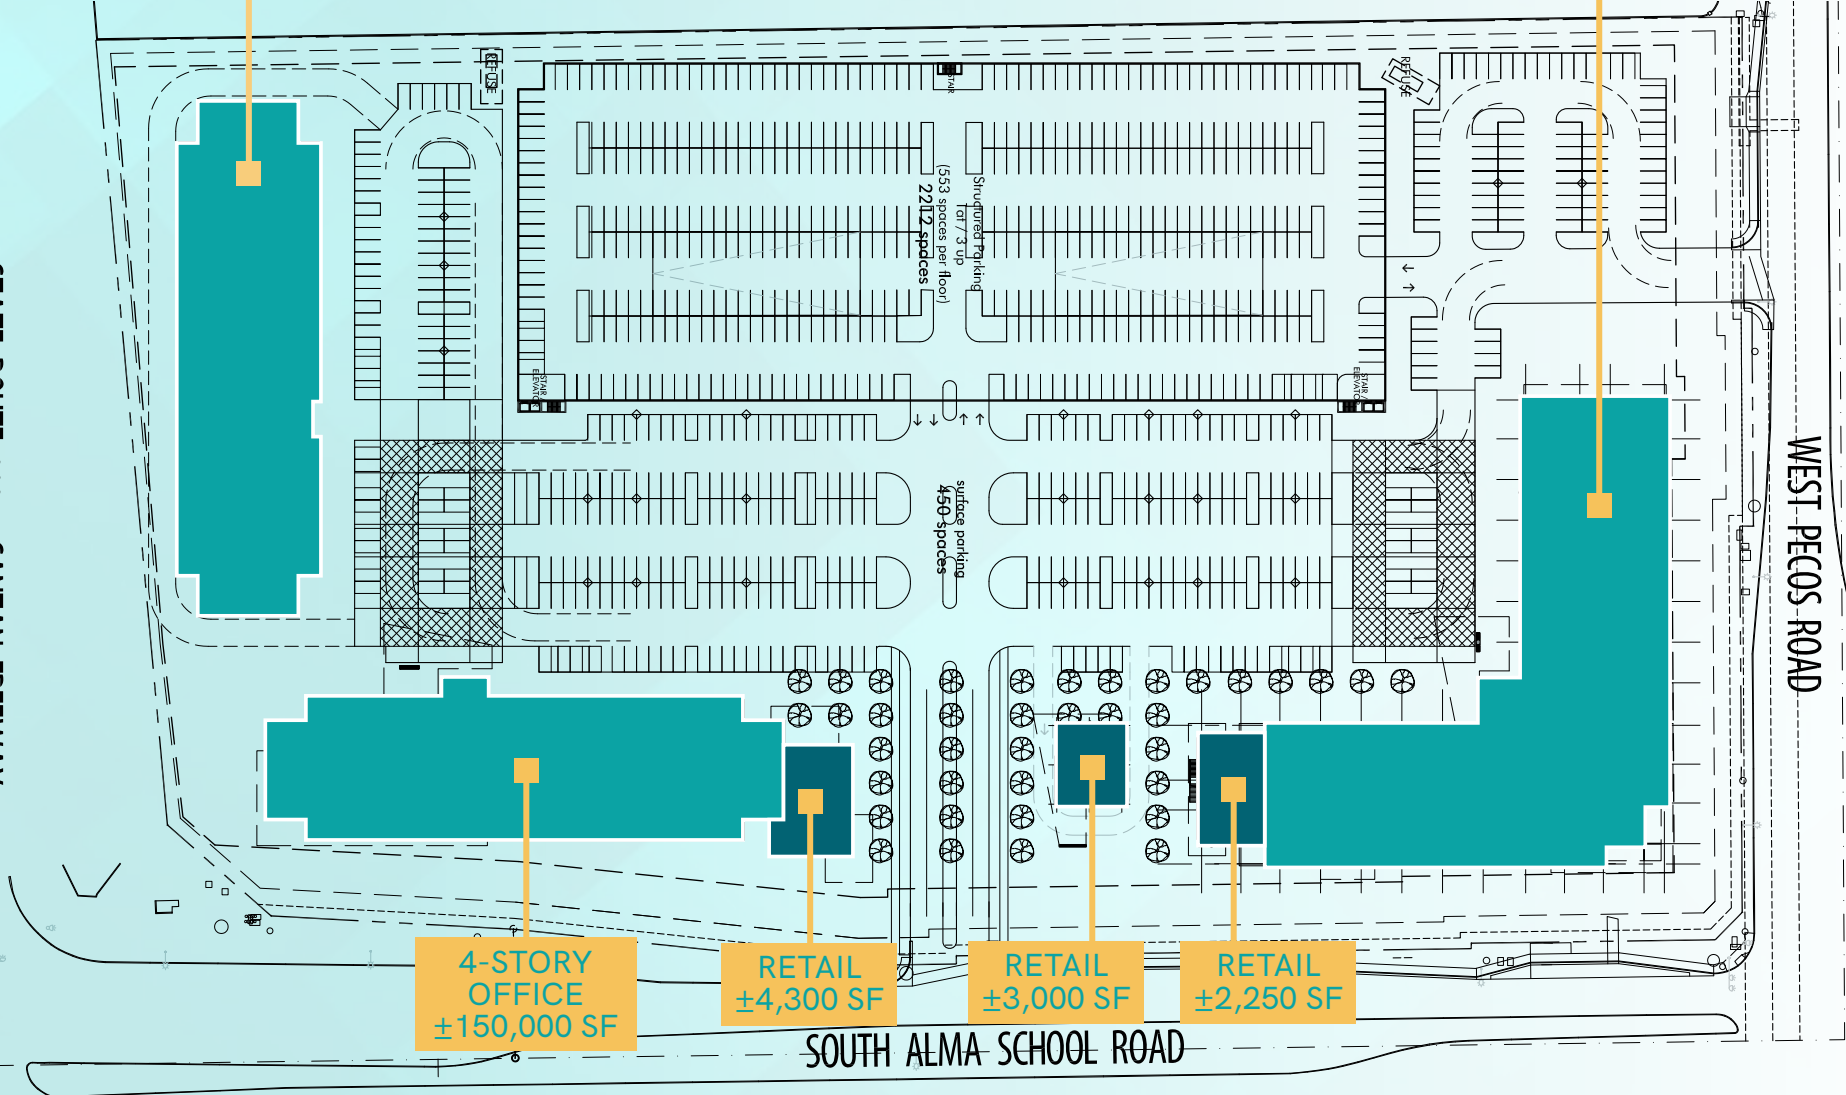 REFUSE
STAIR
REFUSE
Structured Parking
1 at / 3 up
(553 spaces per floor)
2212 spaces
STAIR /
ELEVATOR
STAIR /
ELEVATOR
surface parking
450 spaces
WEST PECOS ROAD
4-STORY
OFFICE
±150,000 SF
RETAIL
±4,300 SF
RETAIL
±3,000 SF
RETAIL
±2,250 SF
SOUTH ALMA SCHOOL ROAD